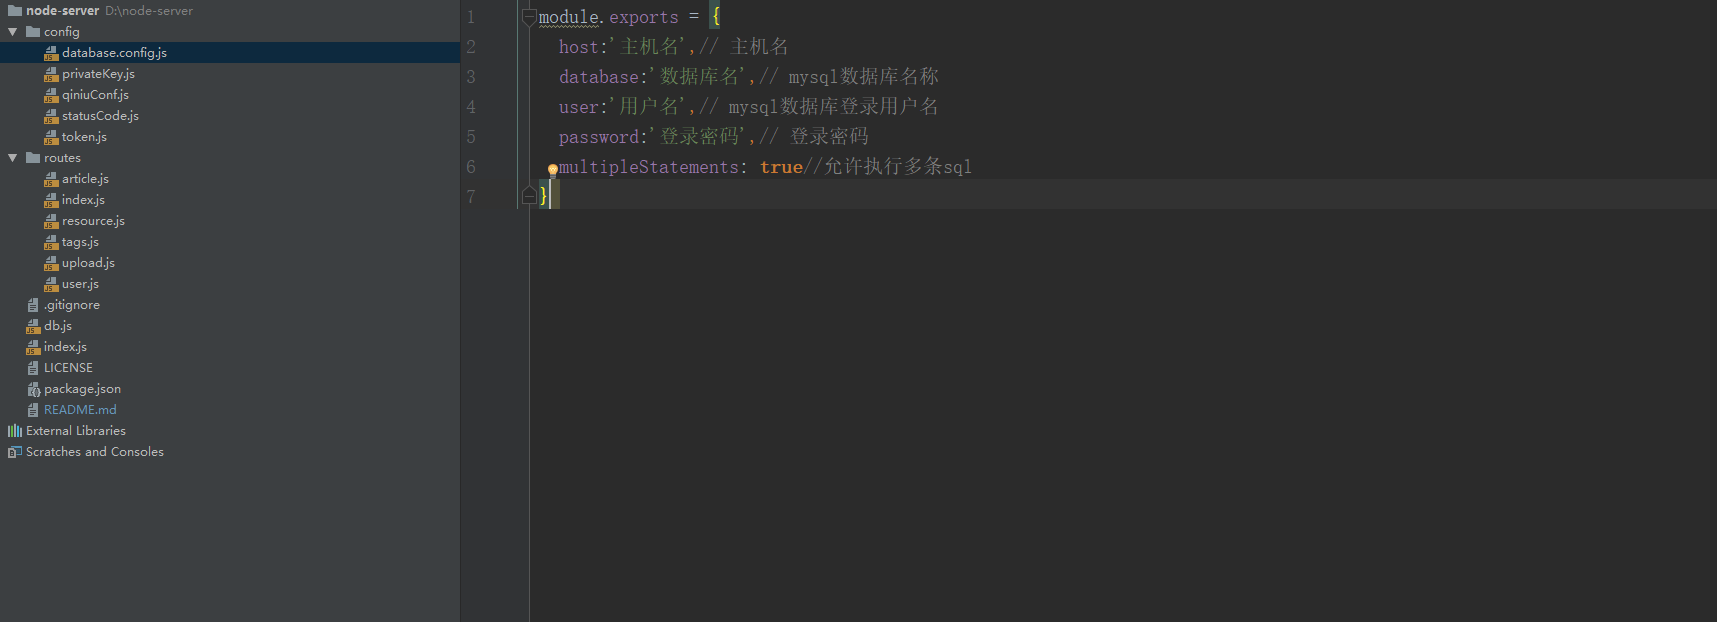 node-server D:\node-server
config
database.config.js
privateKey.js
qiniuConf.js
statusCode.js
token.js
routes
article.js
index.js
resource.js
tags.js
upload.js
user.js
.gitignore
db.js
index.js
LICENSE
package.json
README.md
External Libraries
Scratches and Consoles
1 module.exports = {
2 host:'主机名',// 主机名
3 database:'数据库名',// mysql数据库名称
4 user:'用户名',// mysql数据库登录用户名
5 password:'登录密码',// 登录密码
6 multipleStatements: true//允许执行多条sql
7 }